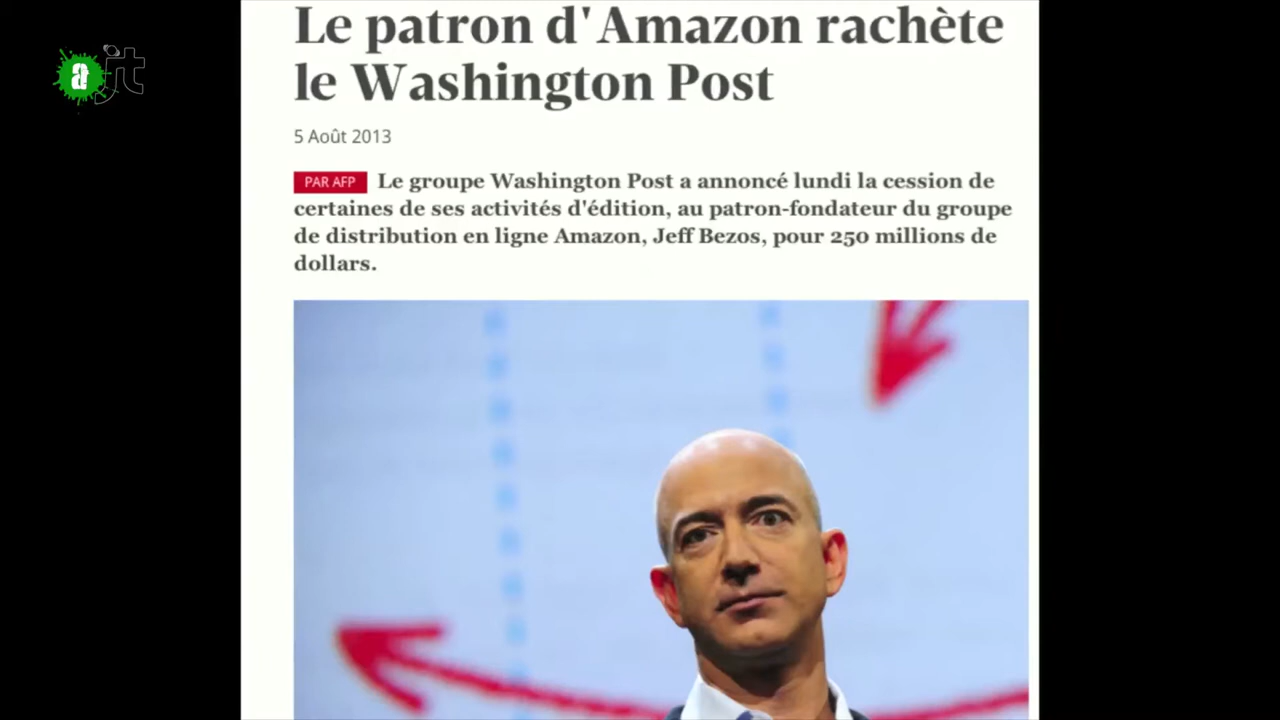 a jt
Le patron d'Amazon rachète
le Washington Post
5 Août 2013
PAR AFP Le groupe Washington Post a annoncé lundi la cession de
certaines de ses activités d'édition, au patron-fondateur du groupe
de distribution en ligne Amazon, Jeff Bezos, pour 250 millions de
dollars.